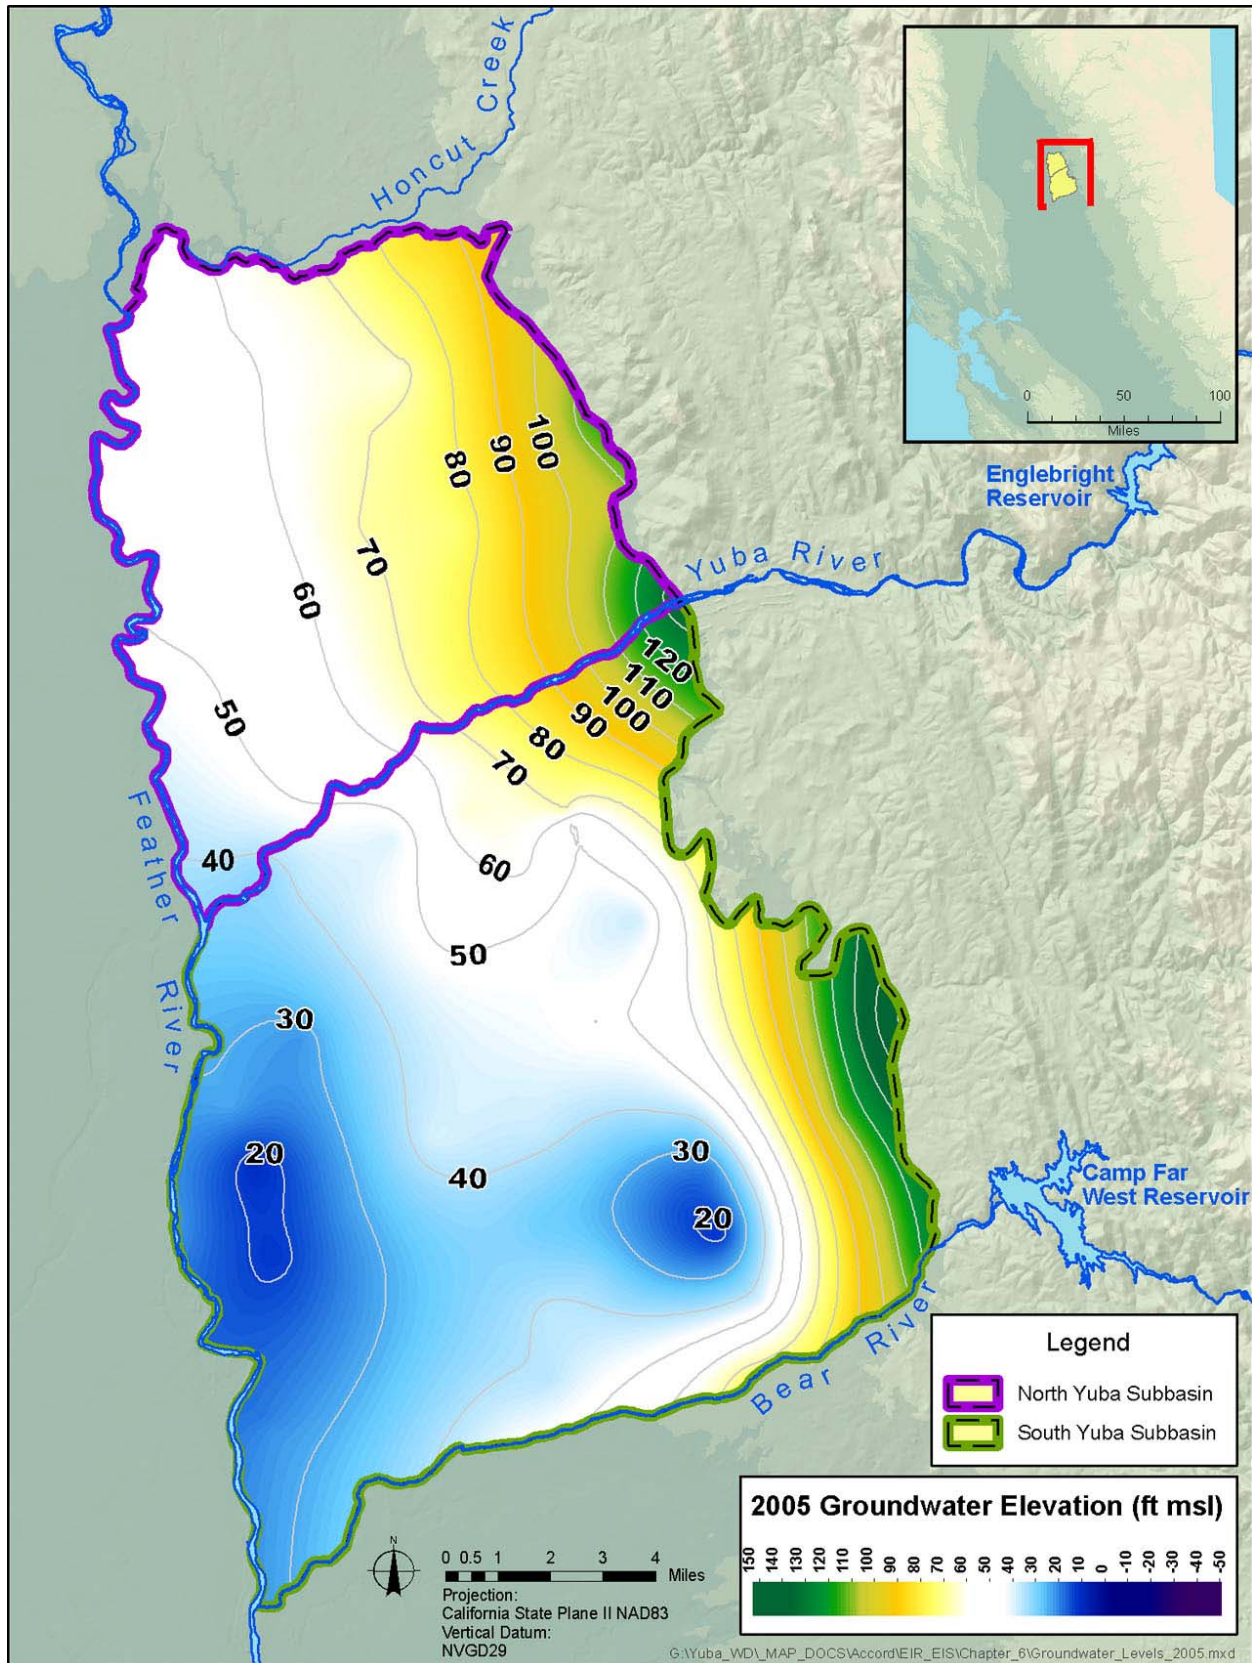 Honcut Creek
0 50 100
Miles
Englebright
Reservoir
Yuba River
100
90
80
70
60
120
110
100
90
80
70
50
60
40
50
Feather River
30
20
30
40
20
Camp Far
West Reservoir
Bear River
Legend
North Yuba Subbasin
South Yuba Subbasin
2005 Groundwater Elevation (ft msl)
150 140 130 120 110 100 90 80 70 60 50 40 30 20 10 0 -10 -20 -30 -40 -50
N
0 0.5 1 2 3 4
Miles
Projection:
California State Plane II NAD83
Vertical Datum:
NVGD29
G:\Yuba_WD\_MAP_DOCS\Accord\EIR_EIS\Chapter_6\Groundwater_Levels_2005.mxd